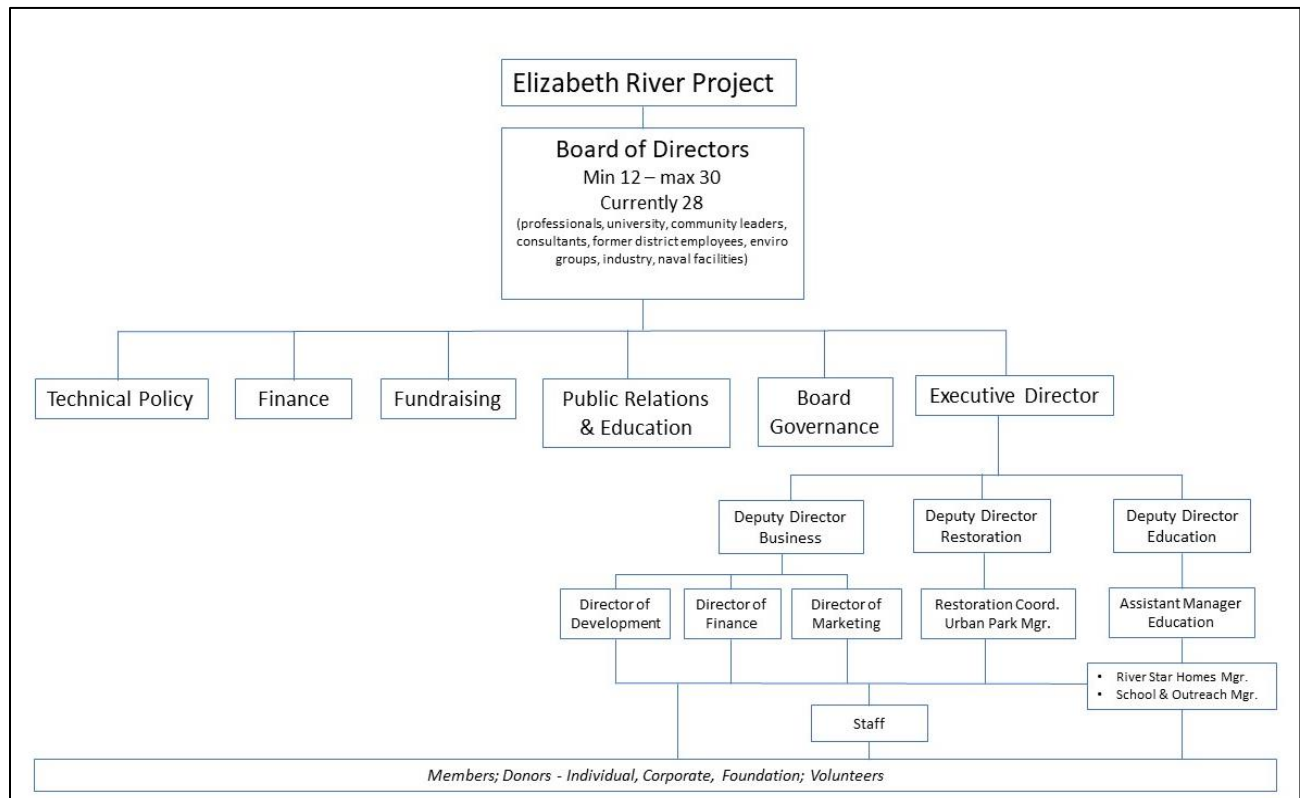 Elizabeth River Project
Board of Directors
Min 12 – max 30
Currently 28
(professionals, university, community leaders,
consultants, former district employees, enviro
groups, industry, naval facilities)
Technical Policy
Finance
Fundraising
Public Relations
& Education
Board
Governance
Executive Director
Deputy Director
Business
Deputy Director
Restoration
Deputy Director
Education
Director of
Development
Director of
Finance
Director of
Marketing
Restoration Coord.
Urban Park Mgr.
Assistant Manager
Education
• River Star Homes Mgr.
• School & Outreach Mgr.
Staff
Members; Donors - Individual, Corporate, Foundation; Volunteers